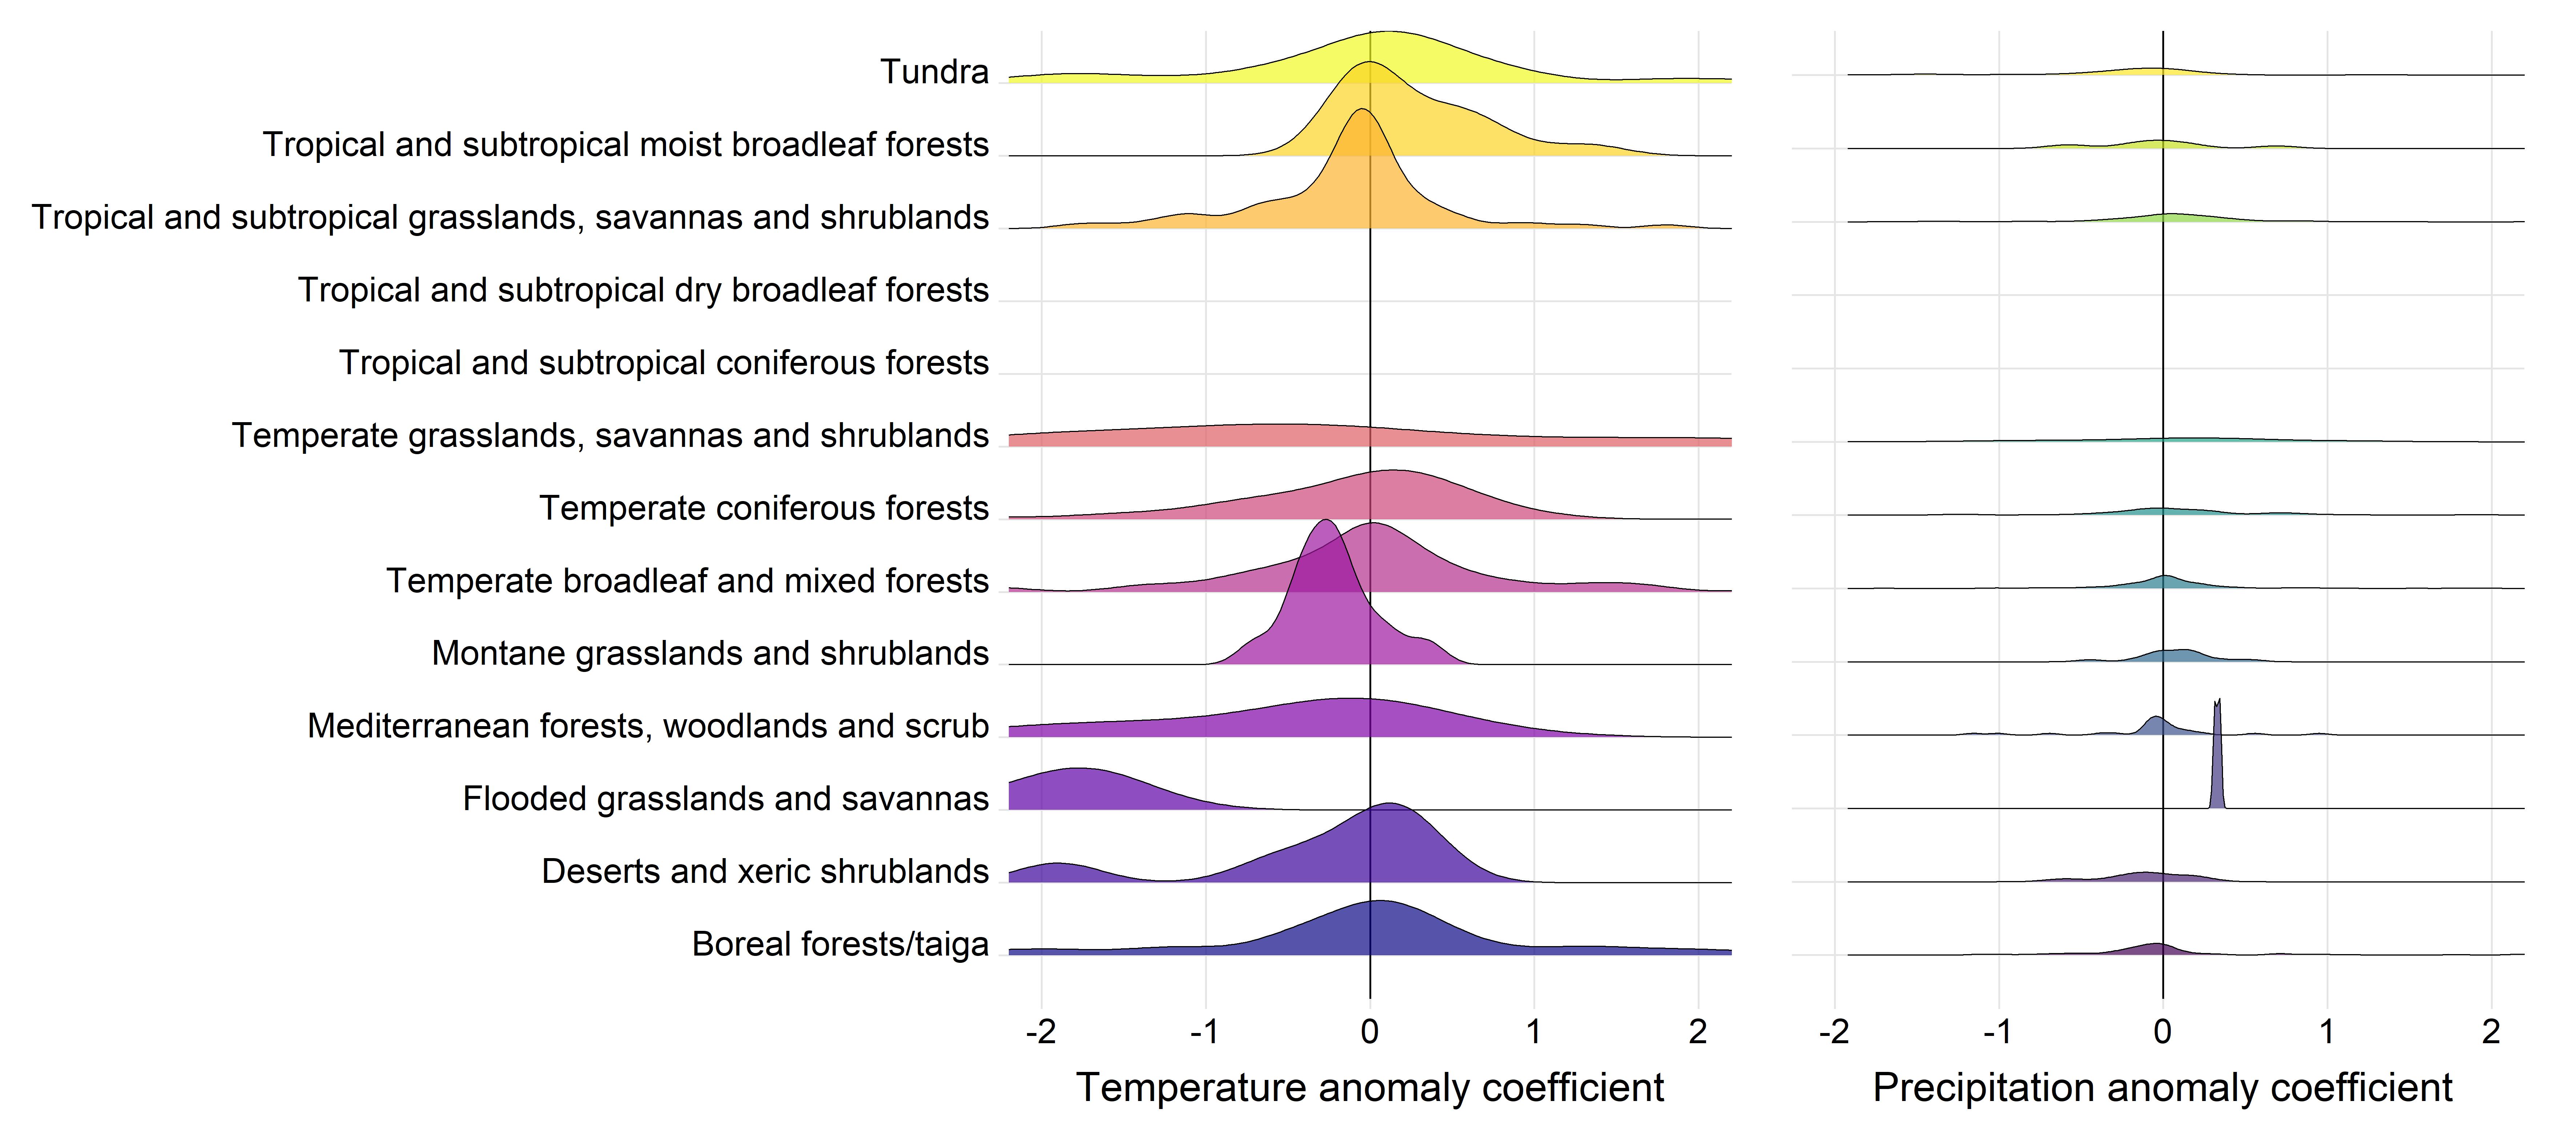 Tundra
Tropical and subtropical moist broadleaf forests
Tropical and subtropical grasslands, savannas and shrublands
Tropical and subtropical dry broadleaf forests
Tropical and subtropical coniferous forests
Temperate grasslands, savannas and shrublands
Temperate coniferous forests
Temperate broadleaf and mixed forests
Montane grasslands and shrublands
Mediterranean forests, woodlands and scrub
Flooded grasslands and savannas
Deserts and xeric shrublands
Boreal forests/taiga
-2 -1 0 1 2
Temperature anomaly coefficient
-2 -1 0 1 2
Precipitation anomaly coefficient